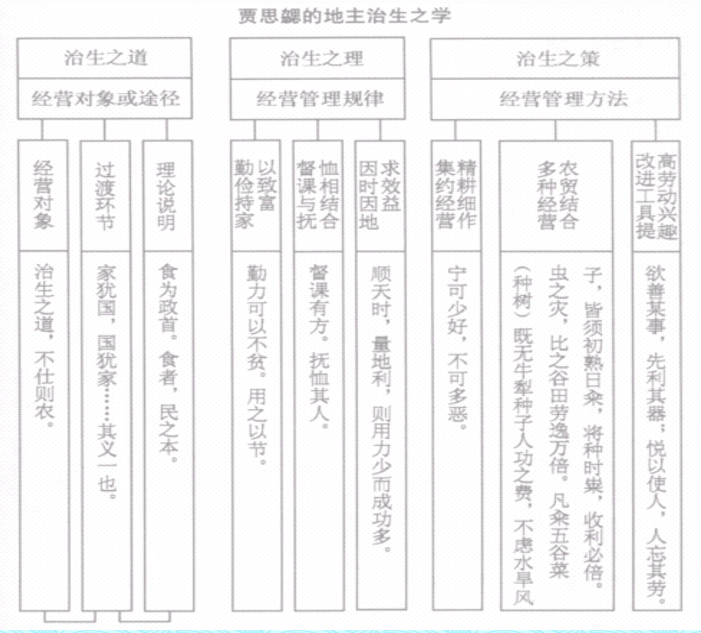 贾思勰的地主治生之学
治生之道
经营对象或途径
经营对象
治生之道，不仕则农。
过渡环节
家犹国，国犹家……其义一也。
理论说明
食为政首。食者，民之本。
治生之理
经营管理规律
勤俭持家
以致富
勤力可以不贫。用之以节。
督课与抚
恤相结合
督课有方。抚恤其人。
因时因地
求效益
顺天时，量地利，则用力少而成功多。
治生之策
经营管理方法
集约经营
精耕细作
宁可少好，不可多恶。
多种经营
农贸结合
（种树）既无牛犁种子人功之费，不虑水旱风
虫之灾，比之谷田劳逸万倍。凡籴五谷菜
子，皆须初熟日籴，将种时粜，收利必倍。
改进工具提
高劳动兴趣
欲善某事，先利其器；悦以使人，人忘其劳。